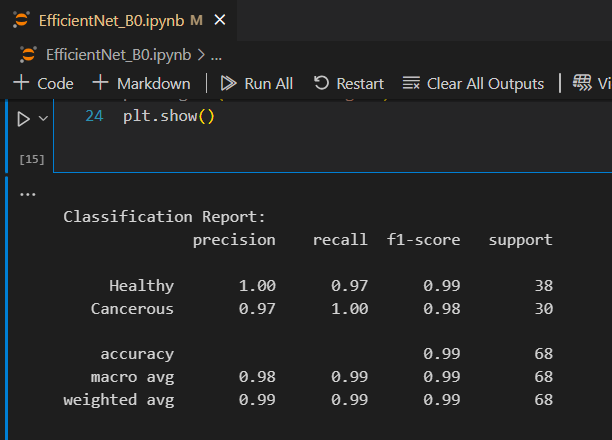 EfficientNet_B0.ipynb M ×
EfficientNet_B0.ipynb > ...
+ Code + Markdown | Run All Restart Clear All Outputs | Vi
24 plt.show()
[15]
...
Classification Report:
precision recall f1-score support
Healthy 1.00 0.97 0.99 38
Cancerous 0.97 1.00 0.98 30
accuracy 0.99 68
macro avg 0.98 0.99 0.99 68
weighted avg 0.99 0.99 0.99 68